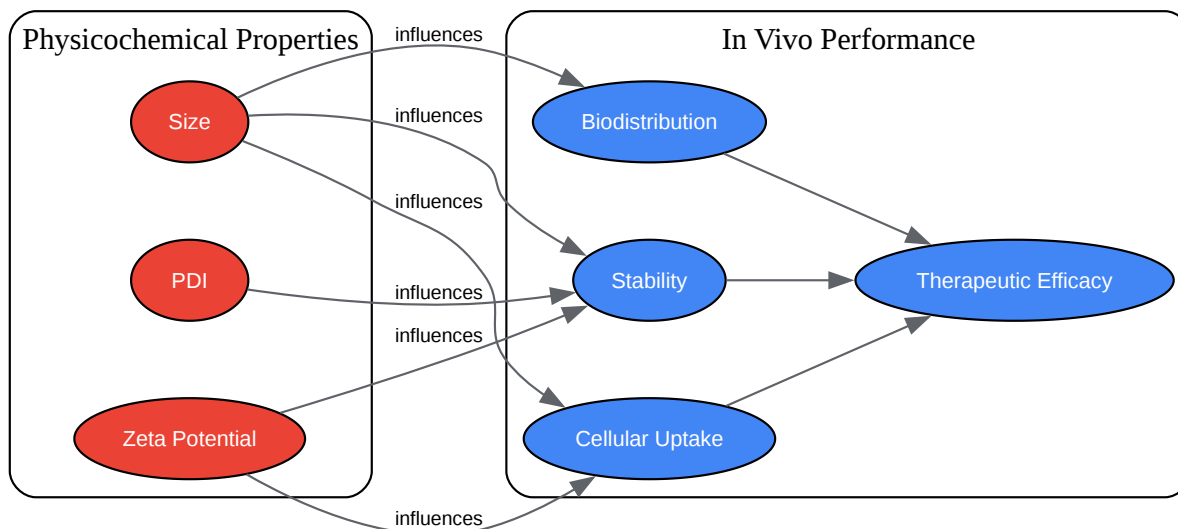 Physicochemical Properties
In Vivo Performance
influences
Size
influences
Biodistribution
influences
PDI
influences
Stability
Therapeutic Efficacy
influences
Zeta Potential
Cellular Uptake
influences